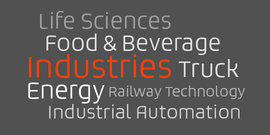 Life Sciences
Food & Beverage
Industries Truck
Energy Railway Technology
Industrial Automation